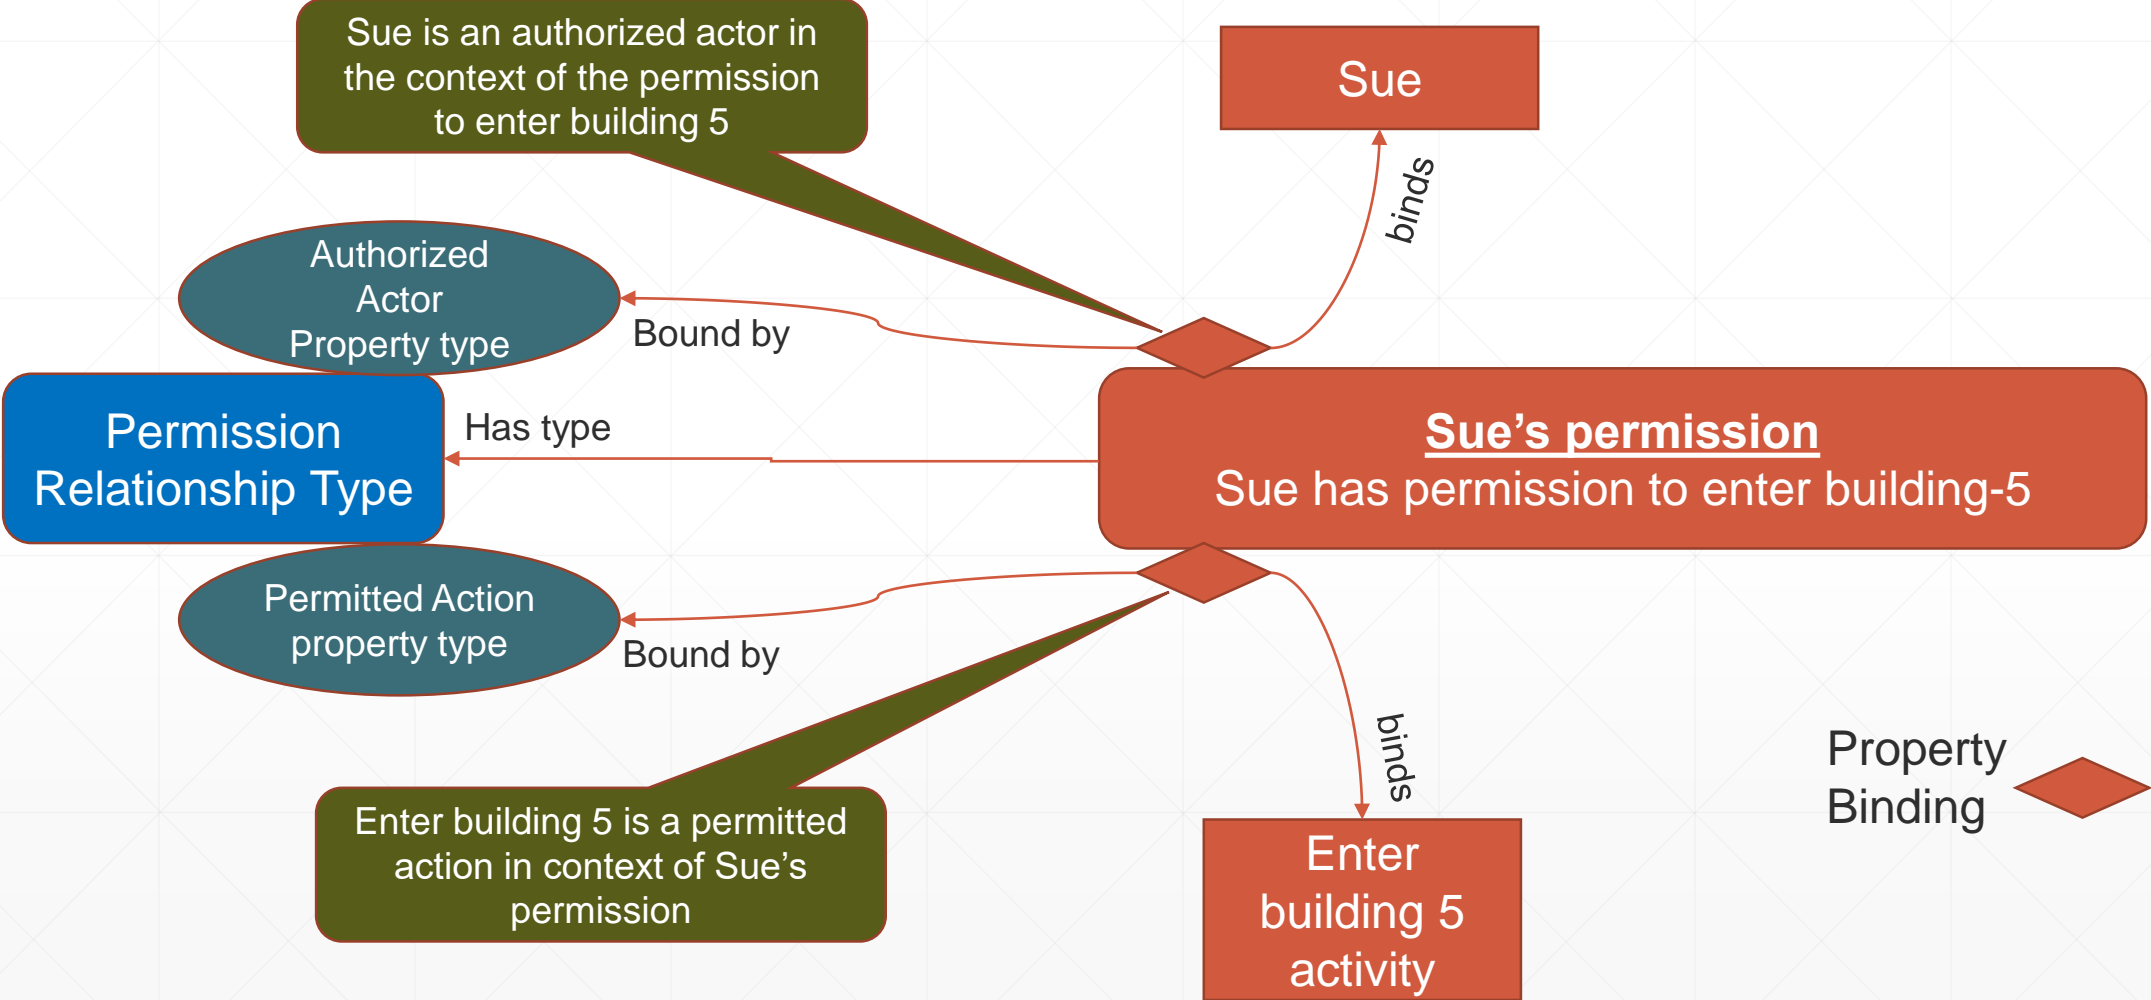 Sue is an authorized actor in
the context of the permission
to enter building 5
Sue
binds
Authorized
Actor
Property type
Bound by
Permission
Relationship Type
Has type
Sue’s permission
Sue has permission to enter building-5
Permitted Action
property type
Bound by
binds
Property
Binding
Enter building 5 is a permitted
action in context of Sue’s
permission
Enter
building 5
activity